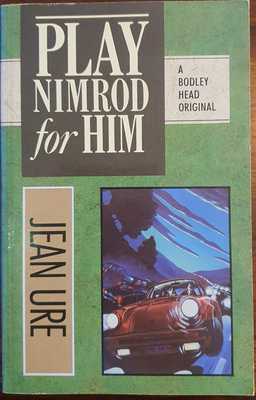 PLAY
NIMROD
for HIM
A
BODLEY
HEAD
ORIGINAL
JEAN URE